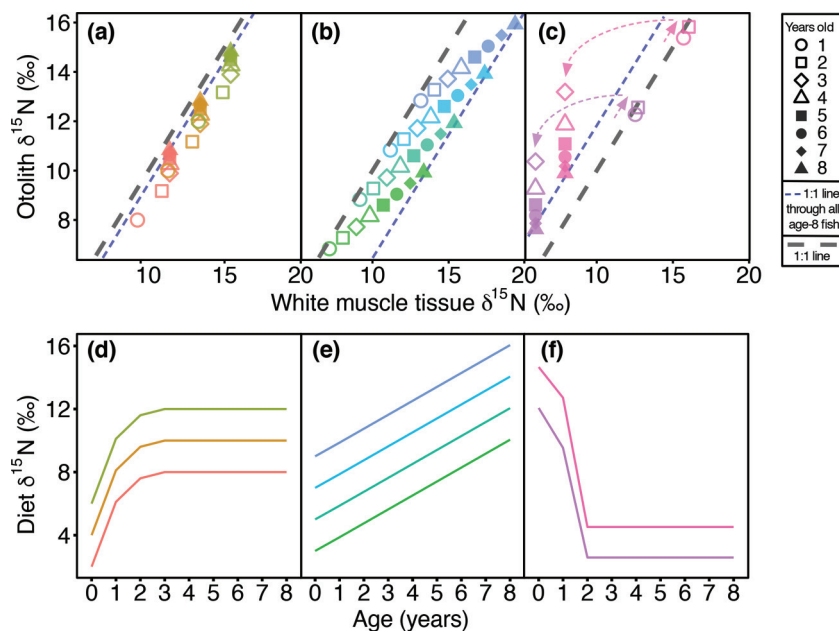 (a)
(b)
(c)
16
14
12
10
8
Otolith δ¹⁵N (‰)
10
15
20
10
15
20
10
15
20
White muscle tissue δ¹⁵N (‰)
Years old
1
2
3
4
5
6
7
8
1:1 line
through all
age-8 fish
1:1 line
(d)
(e)
(f)
16
12
8
4
Diet δ¹⁵N (‰)
0 1 2 3 4 5 6 7 8
0 1 2 3 4 5 6 7 8
0 1 2 3 4 5 6 7 8
Age (years)